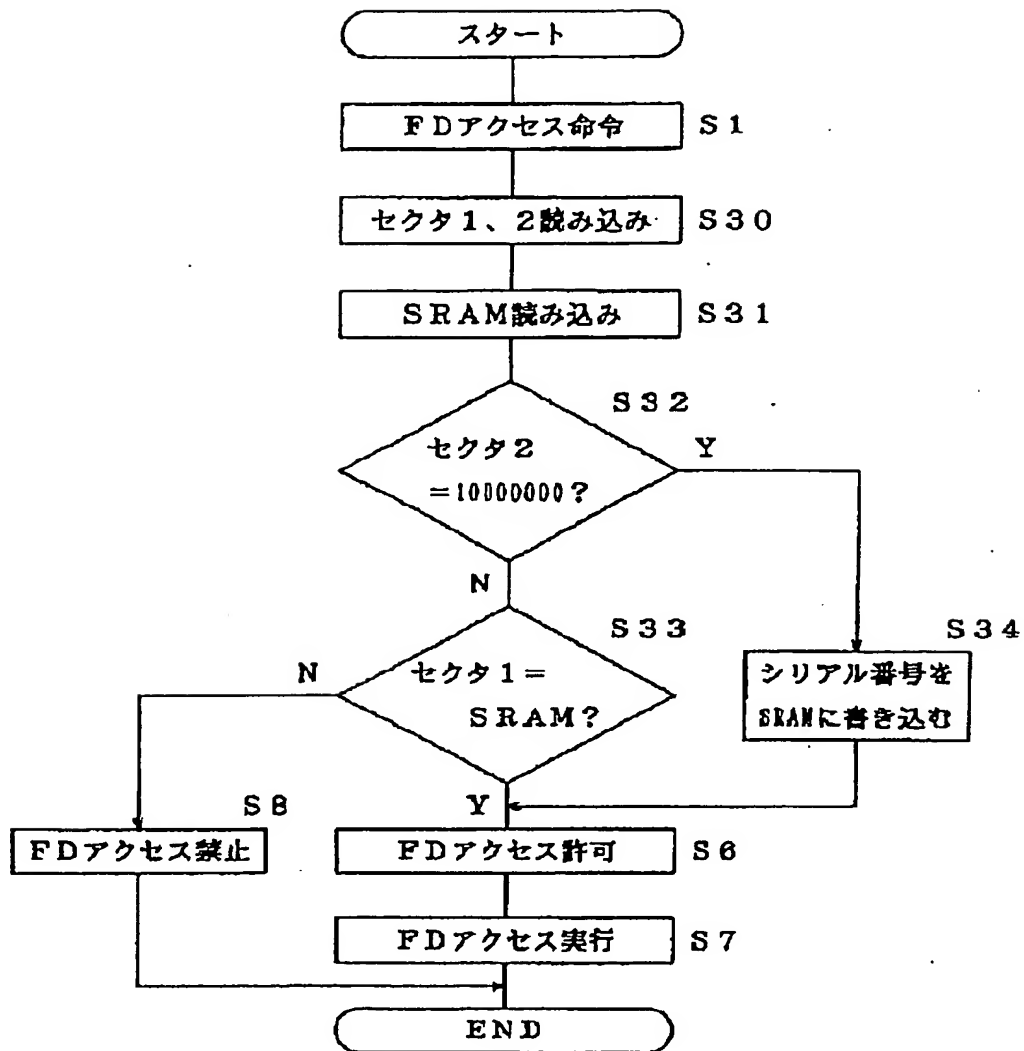 スタート
FDアクセス命令 S1
セクタ1、2読み込み S30
SRAM読み込み S31
S32
セクタ2
=10000000?
Y
N
S33
S34
N
セクタ1=
SRAM?
シリアル番号を
SRAMに書き込む
Y
S8
FDアクセス禁止
FDアクセス許可 S6
FDアクセス実行 S7
END